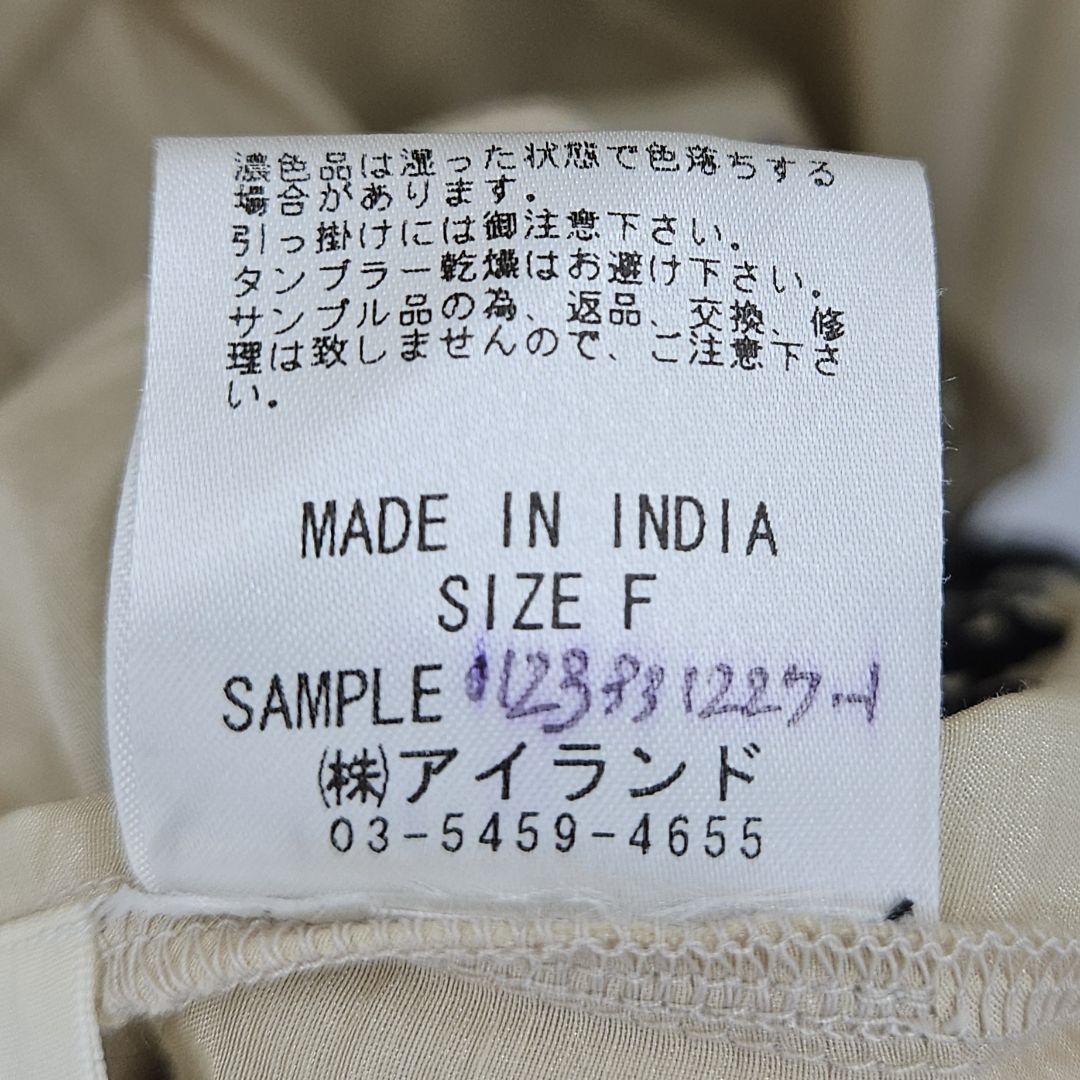 濃色品は湿った状態で色落ちする
場合があります。
引っ掛けには御注意下さい。
タンブラー乾燥はお避け下さい。
サンプル品の為、返品、交換、修
理は致しませんので、ご注意下さ
い。
MADE IN INDIA
SIZE F
SAMPLE
(株)アイランド
03-5459-4655